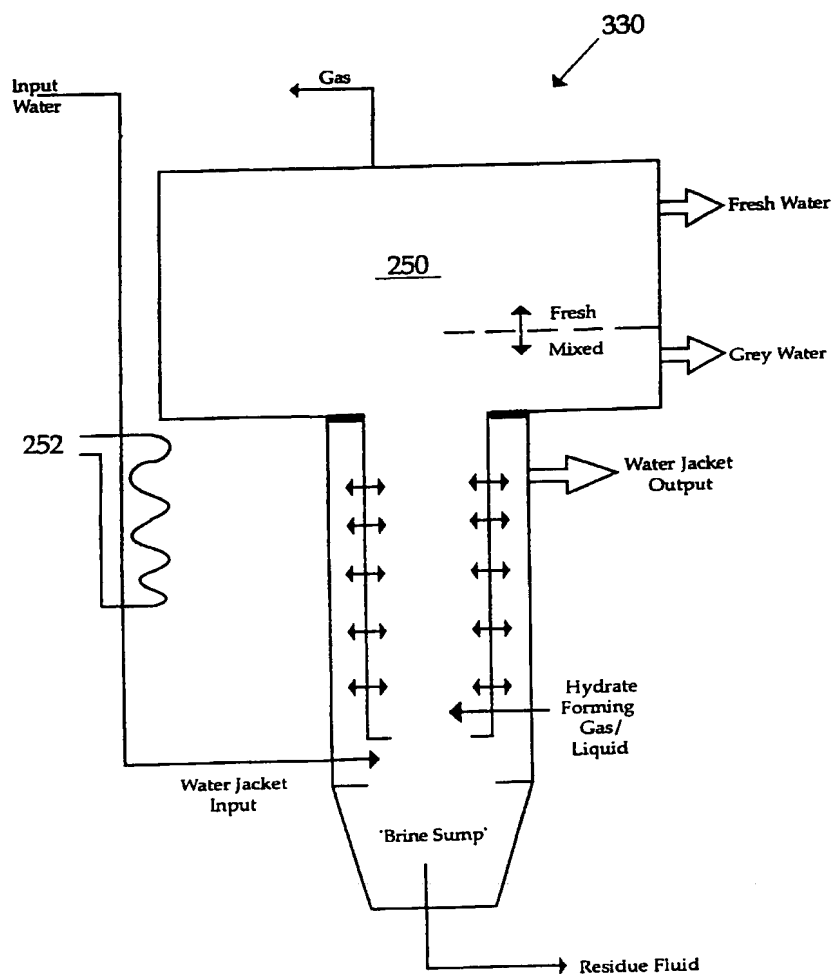 330
Gas
Input
Water
Fresh Water
250
Fresh
Mixed
Grey Water
252
Water Jacket
Output
Hydrate
Forming
Gas/
Liquid
Water Jacket
Input
'Brine Sump'
Residue Fluid